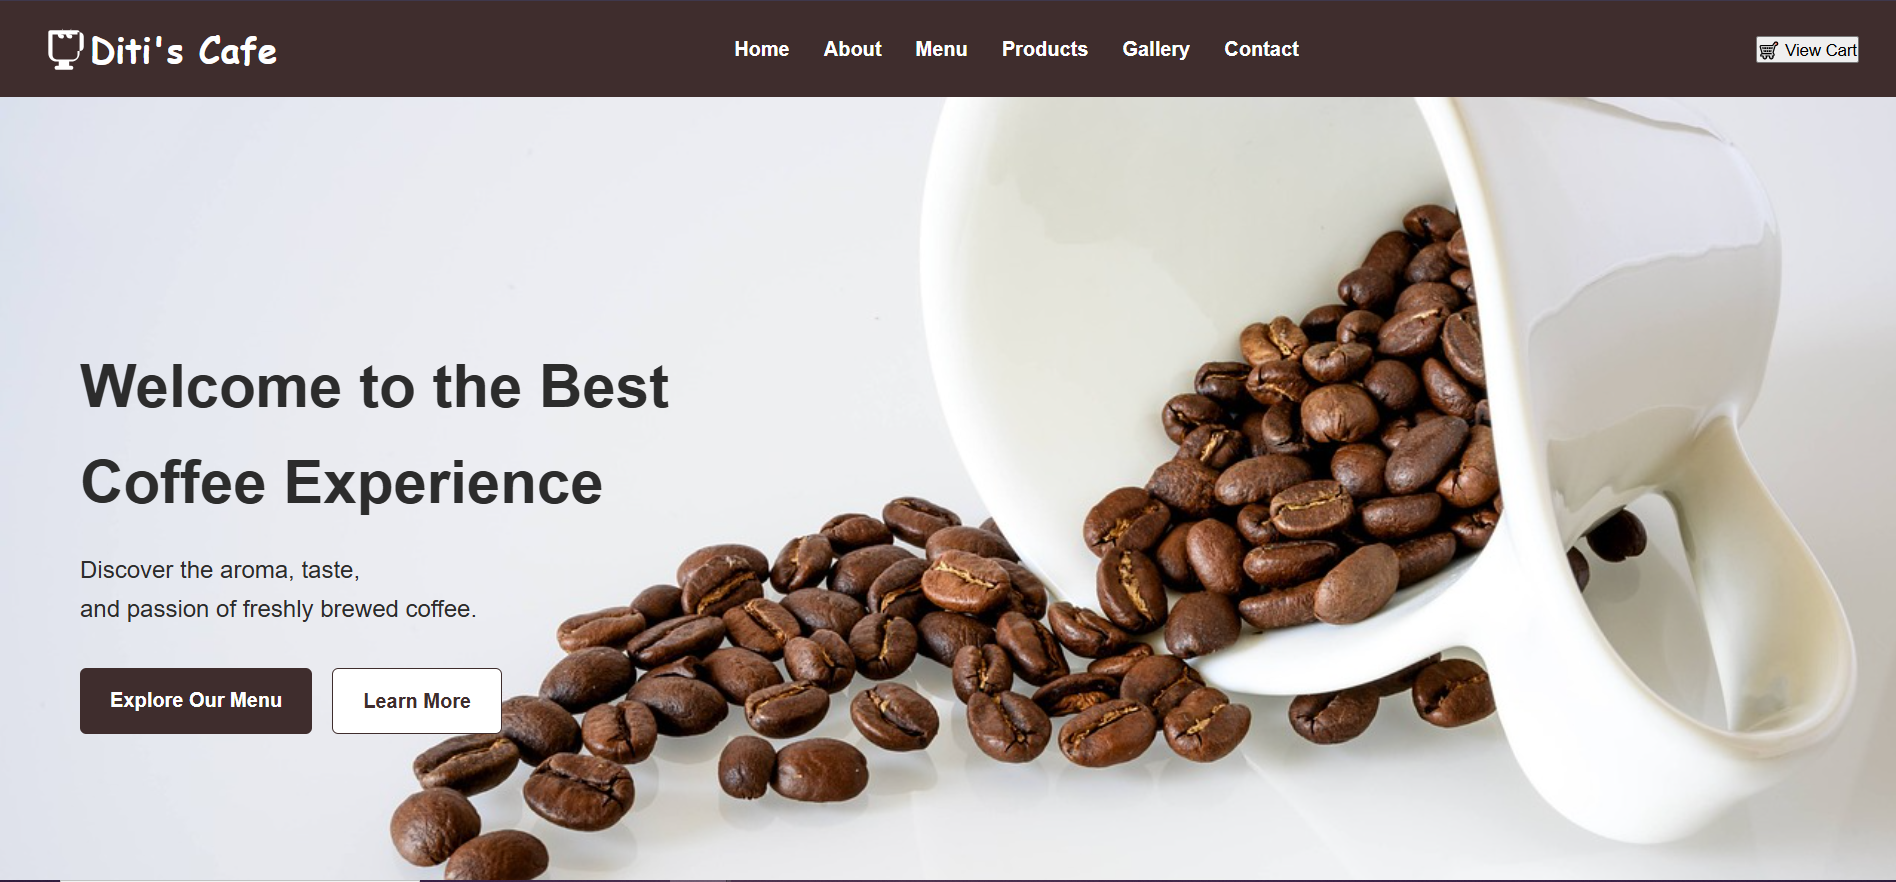 Diti's Cafe
Home About Menu Products Gallery Contact
View Cart
Welcome to the Best
Coffee Experience
Discover the aroma, taste,
and passion of freshly brewed coffee.
Explore Our Menu
Learn More